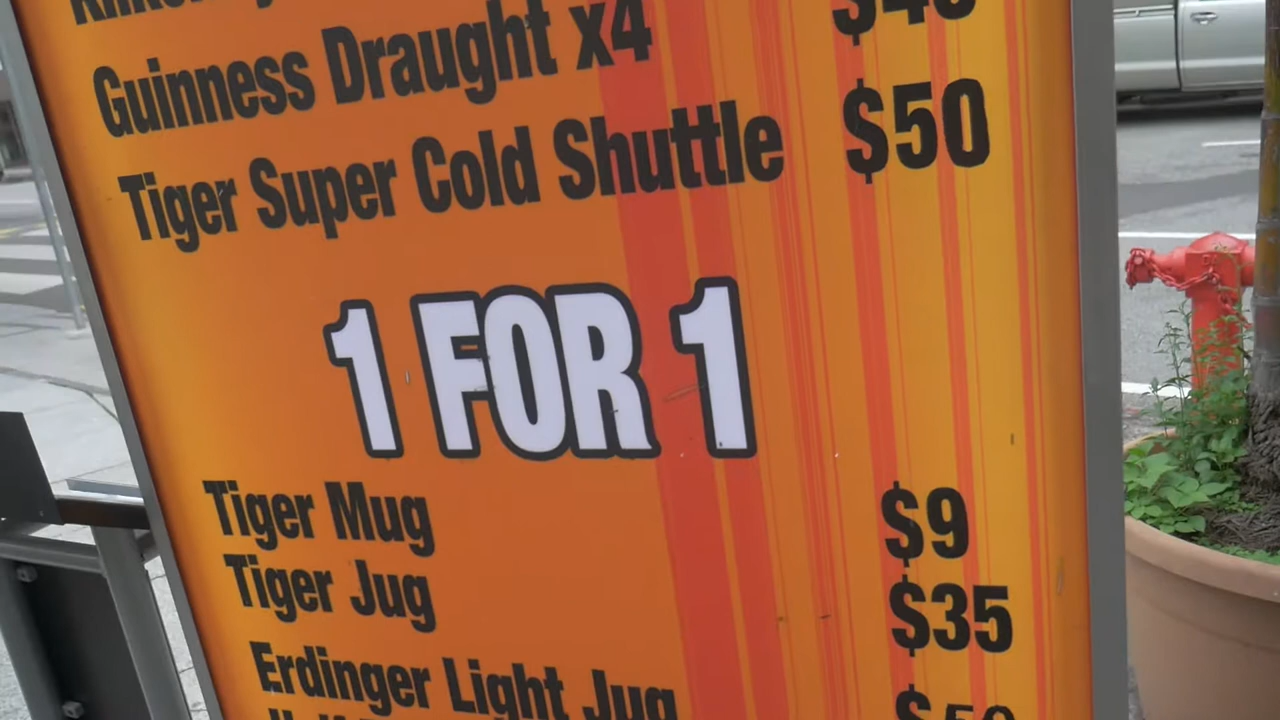 Guinness Draught x4
Tiger Super Cold Shuttle $50
1 FOR 1
Tiger Mug $9
Tiger Jug $35
Erdinger Light Jug